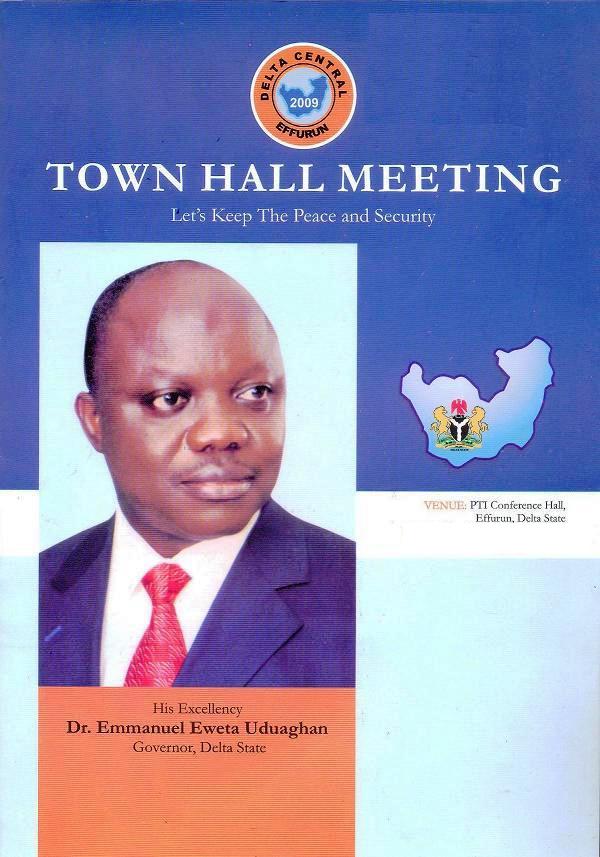 DELTA CENTRAL
2009
EFFURUN
TOWN HALL MEETING
Let's Keep The Peace and Security
VENUE: PTI Conference Hall,
Effurun, Delta State
His Excellency
Dr. Emmanuel Eweta Uduaghan
Governor, Delta State